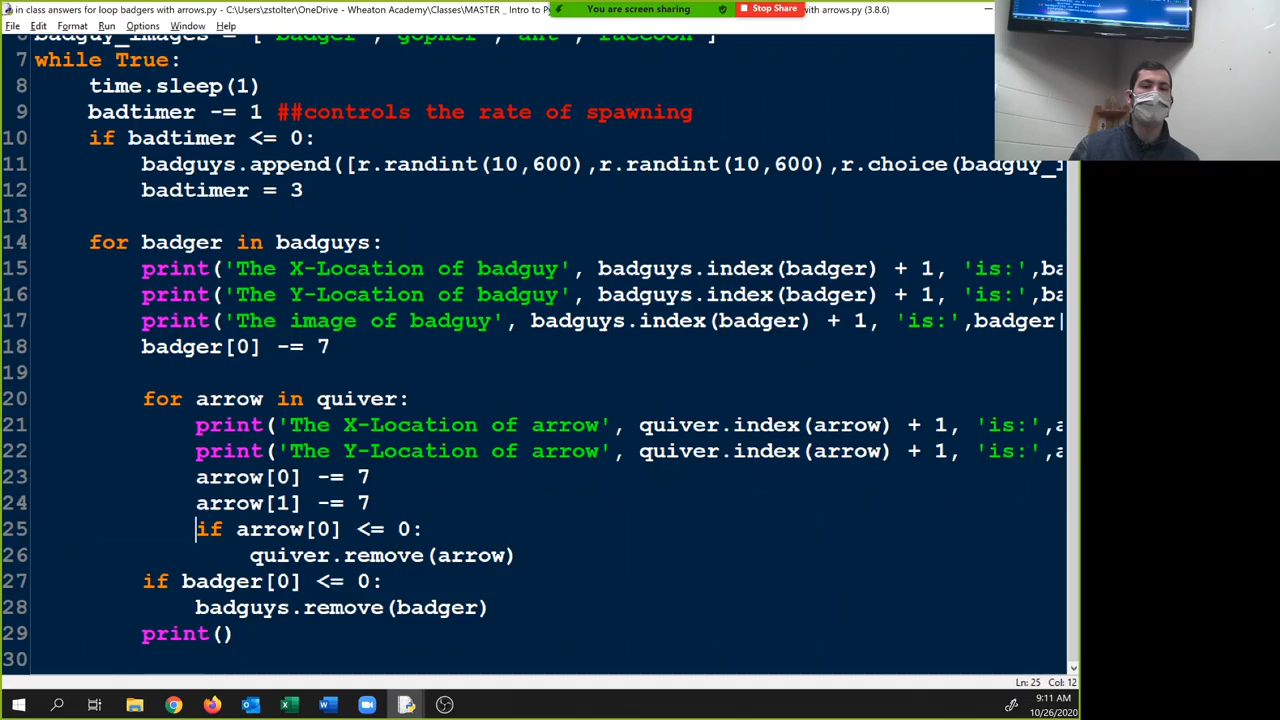 in class answers for loop badgers with arrows.py - C:\Users\zstolter\OneDrive - Wheaton Academy\Classes\MASTER _ Intro to P with arrows.py (3.8.6)
You are screen sharing
Stop Share
File Edit Format Run Options Window Help
6 badguy_images = ["badger","gopher","ant","raccoon"]
7 while True:
8 time.sleep(1)
9 badtimer -= 1 ##controls the rate of spawning
10 if badtimer <= 0:
11 badguys.append([r.randint(10,600),r.randint(10,600),r.choice(badguy_i
12 badtimer = 3
13
14 for badger in badguys:
15 print('The X-Location of badguy', badguys.index(badger) + 1, 'is:',ba
16 print('The Y-Location of badguy', badguys.index(badger) + 1, 'is:',ba
17 print('The image of badguy', badguys.index(badger) + 1, 'is:',badger[
18 badger[0] -= 7
19
20 for arrow in quiver:
21 print('The X-Location of arrow', quiver.index(arrow) + 1, 'is:',a
22 print('The Y-Location of arrow', quiver.index(arrow) + 1, 'is:',a
23 arrow[0] -= 7
24 arrow[1] -= 7
25 if arrow[0] <= 0:
26 quiver.remove(arrow)
27 if badger[0] <= 0:
28 badguys.remove(badger)
29 print()
30
Ln: 25 Col: 12
9:11 AM
10/26/2020